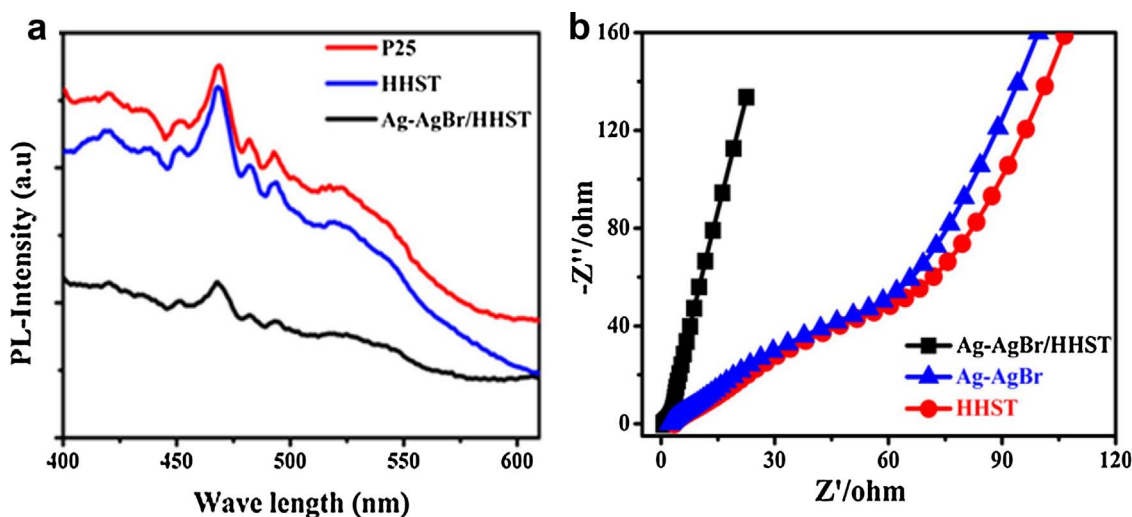 a
P25
HHST
Ag-AgBr/HHST
PL-Intensity (a.u)
400 450 500 550 600
Wave length (nm)
b
160
120
80
40
0
-Z''/ohm
Ag-AgBr/HHST
Ag-AgBr
HHST
0 30 60 90 120
Z'/ohm